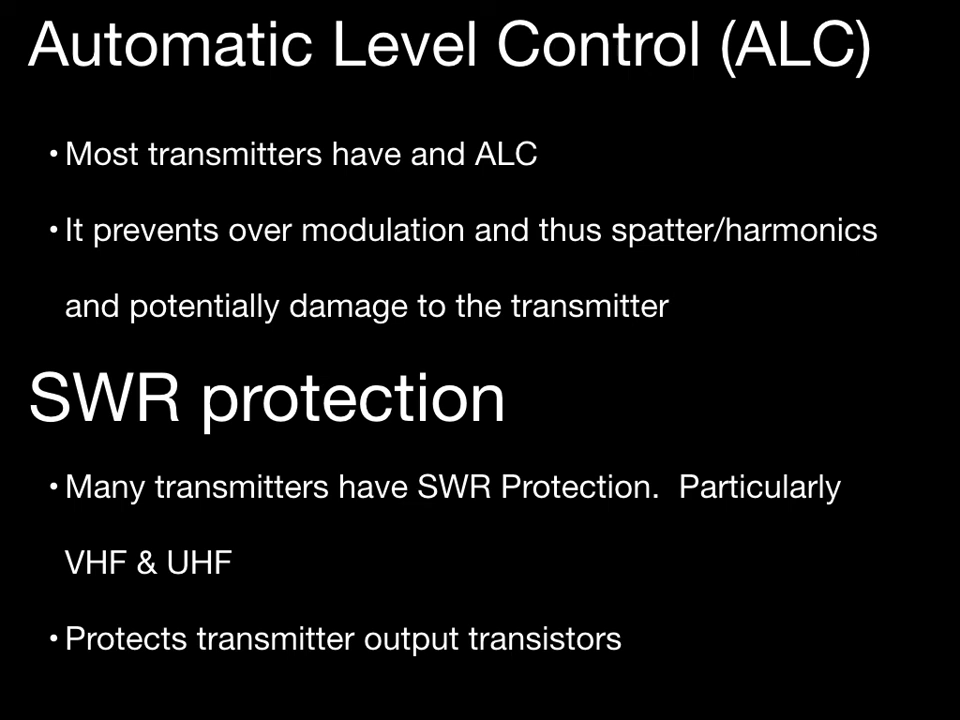 Automatic Level Control (ALC)
• Most transmitters have and ALC
• It prevents over modulation and thus spatter/harmonics
and potentially damage to the transmitter
SWR protection
• Many transmitters have SWR Protection.  Particularly
VHF & UHF
• Protects transmitter output transistors